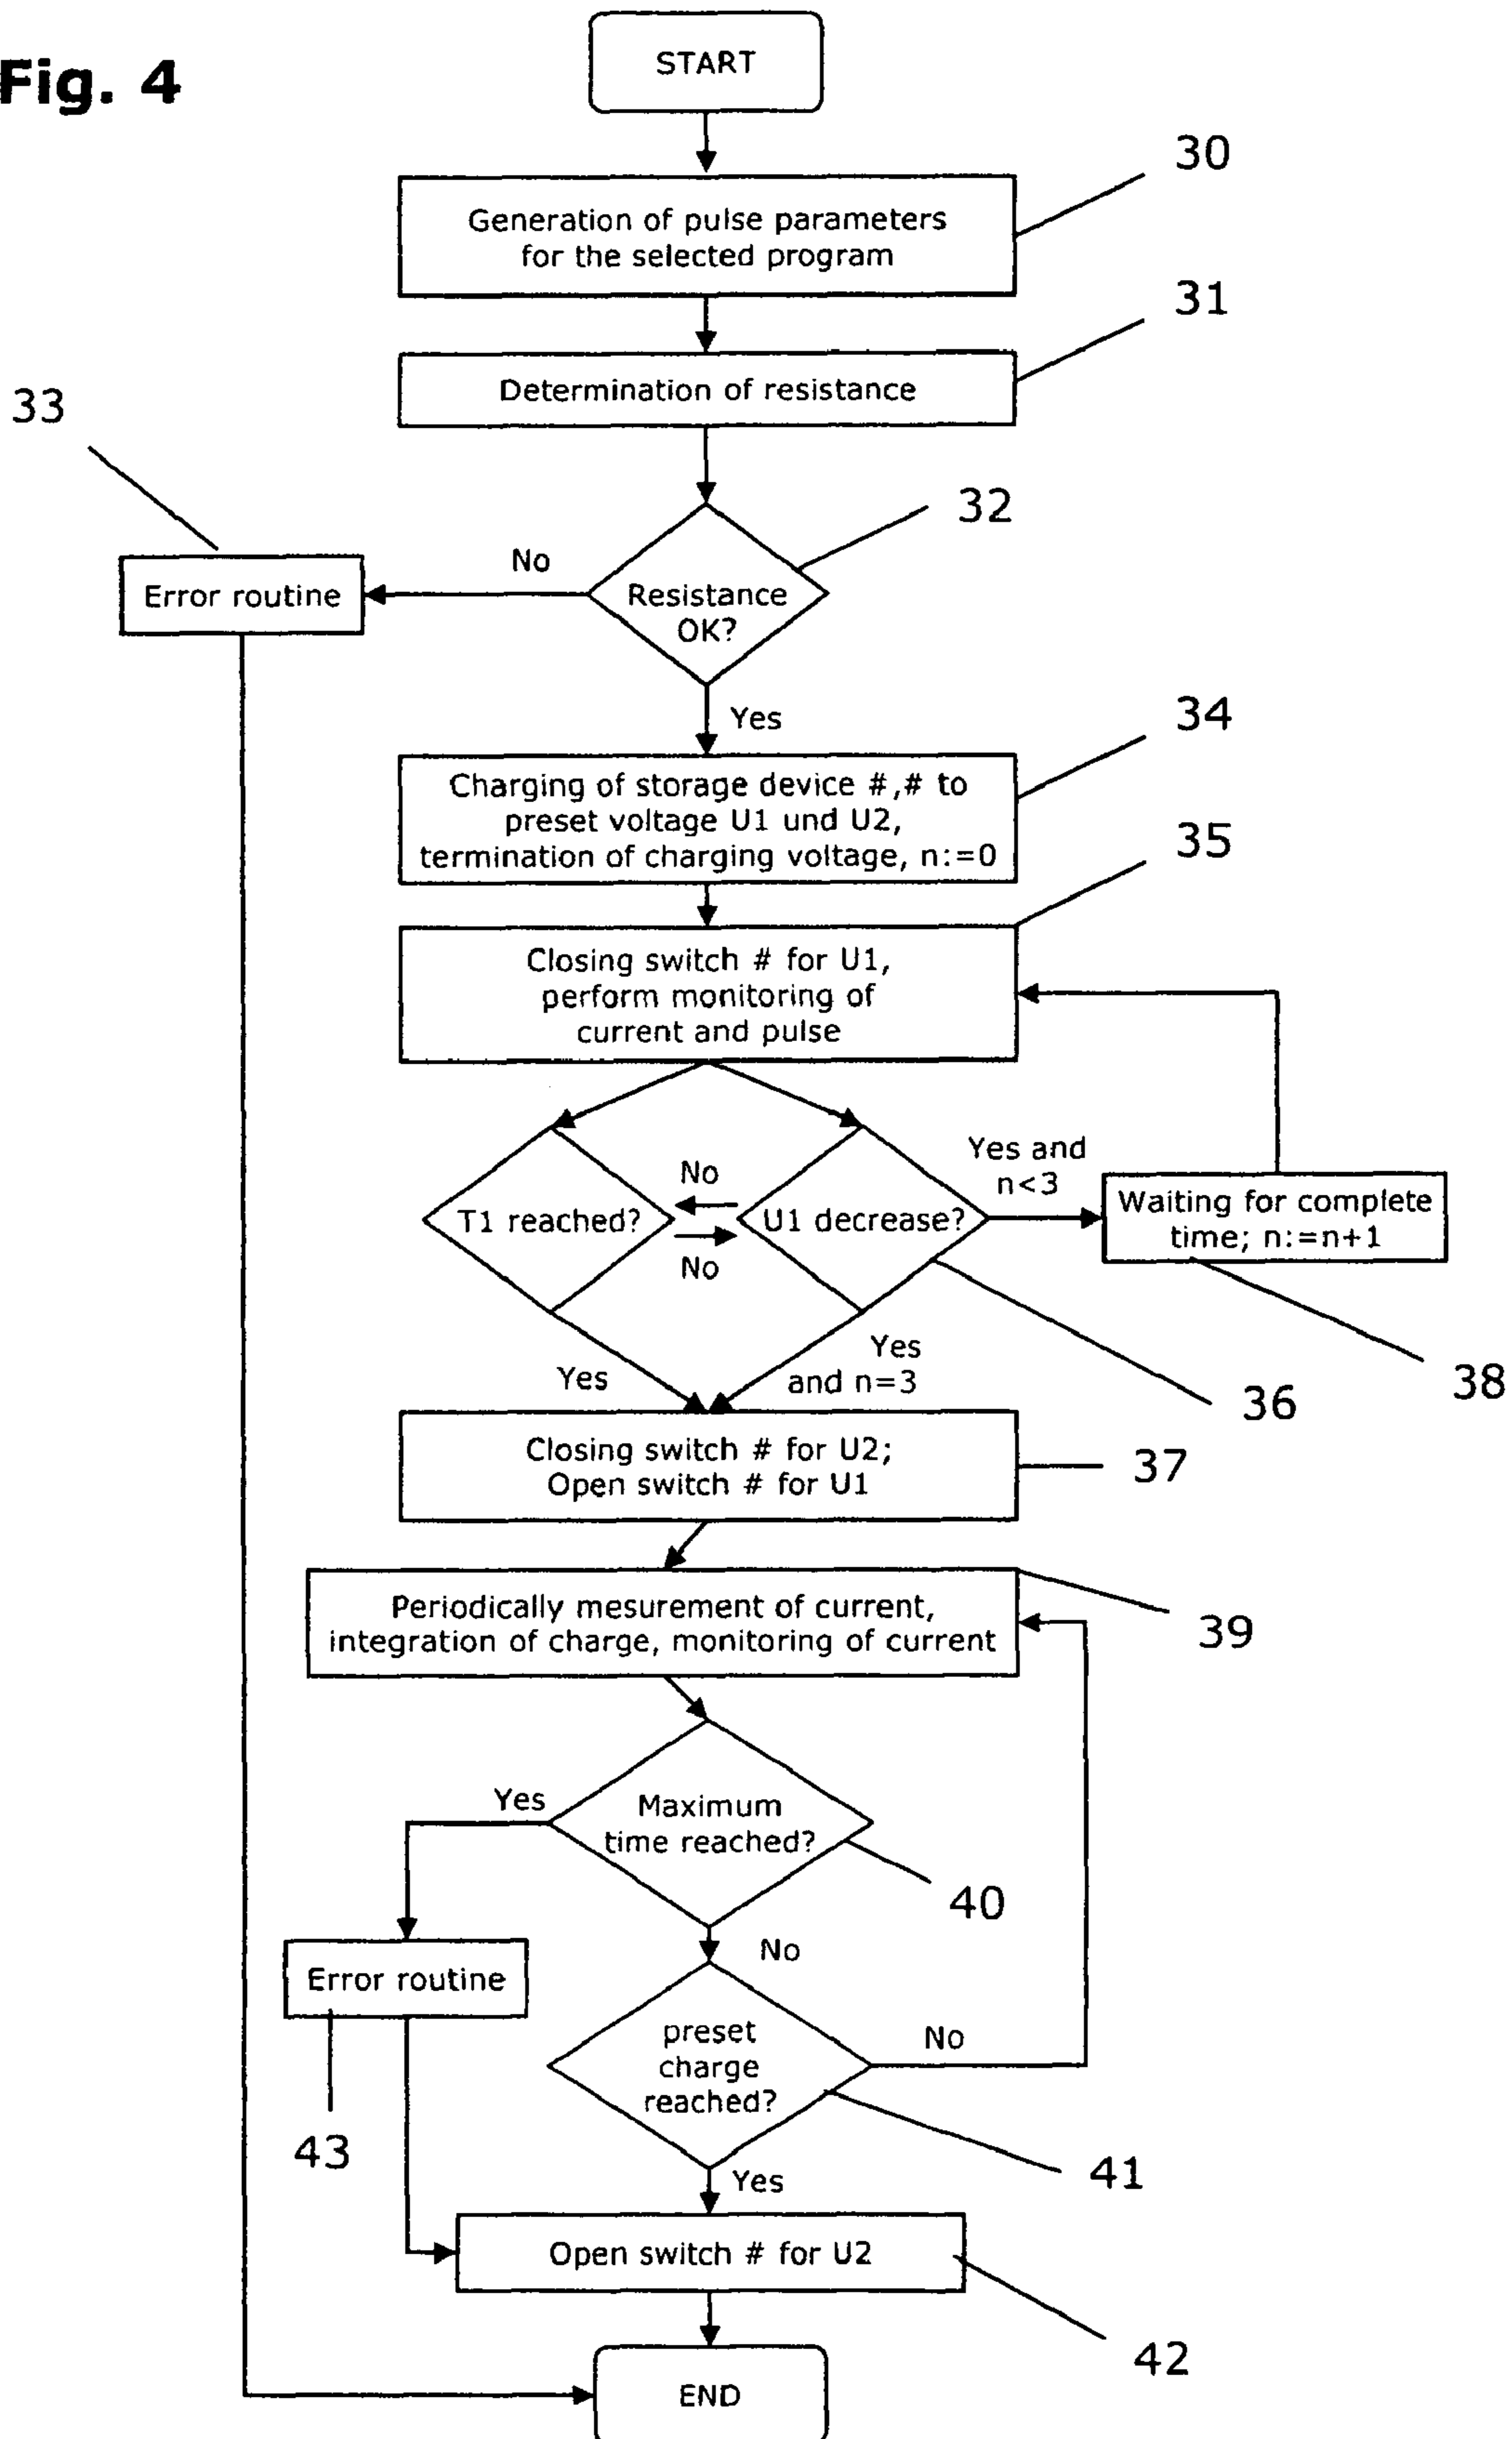 Fig. 4
START
30
Generation of pulse parameters
for the selected program
31
Determination of resistance
33
32
No
Error routine
Resistance
OK?
Yes
34
Charging of storage device #,# to
preset voltage U1 und U2,
termination of charging voltage, n:=0
35
Closing switch # for U1,
perform monitoring of
current and pulse
Yes and
n<3
No
T1 reached?
U1 decrease?
No
Waiting for complete
time; n:=n+1
Yes
Yes
and n=3
36
38
Closing switch # for U2;
Open switch # for U1
37
Periodically mesurement of current,
integration of charge, monitoring of current
39
Yes
Maximum
time reached?
40
No
Error routine
43
preset
charge
reached?
No
41
Yes
Open switch # for U2
42
END